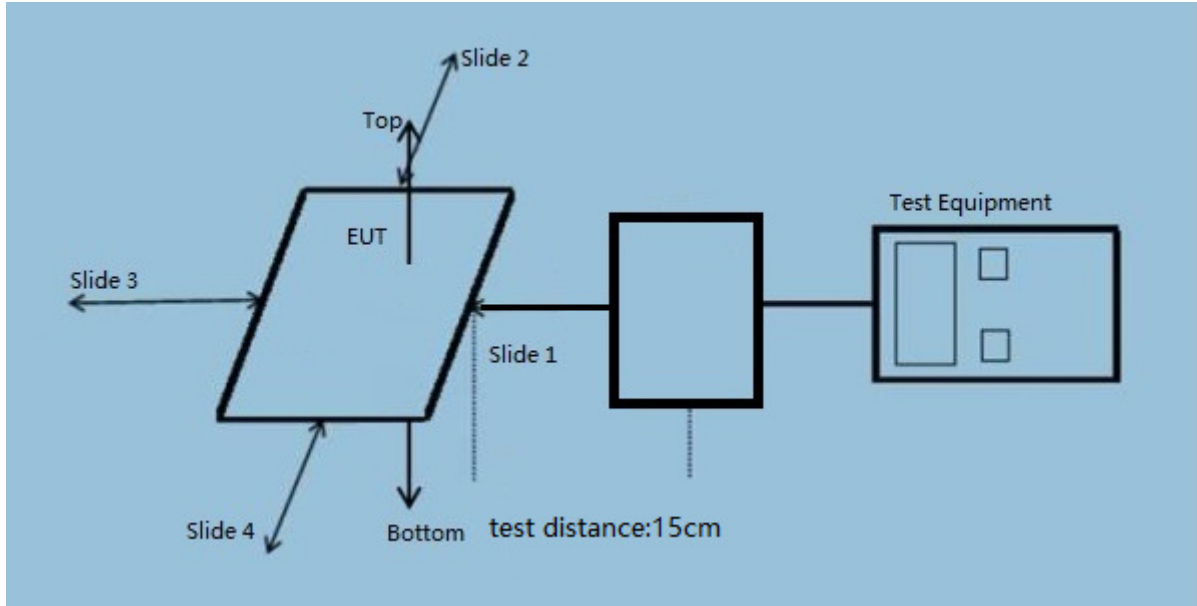 Slide 2
Top
Test Equipment
EUT
Slide 3
Slide 1
Slide 4
Bottom
test distance:15cm